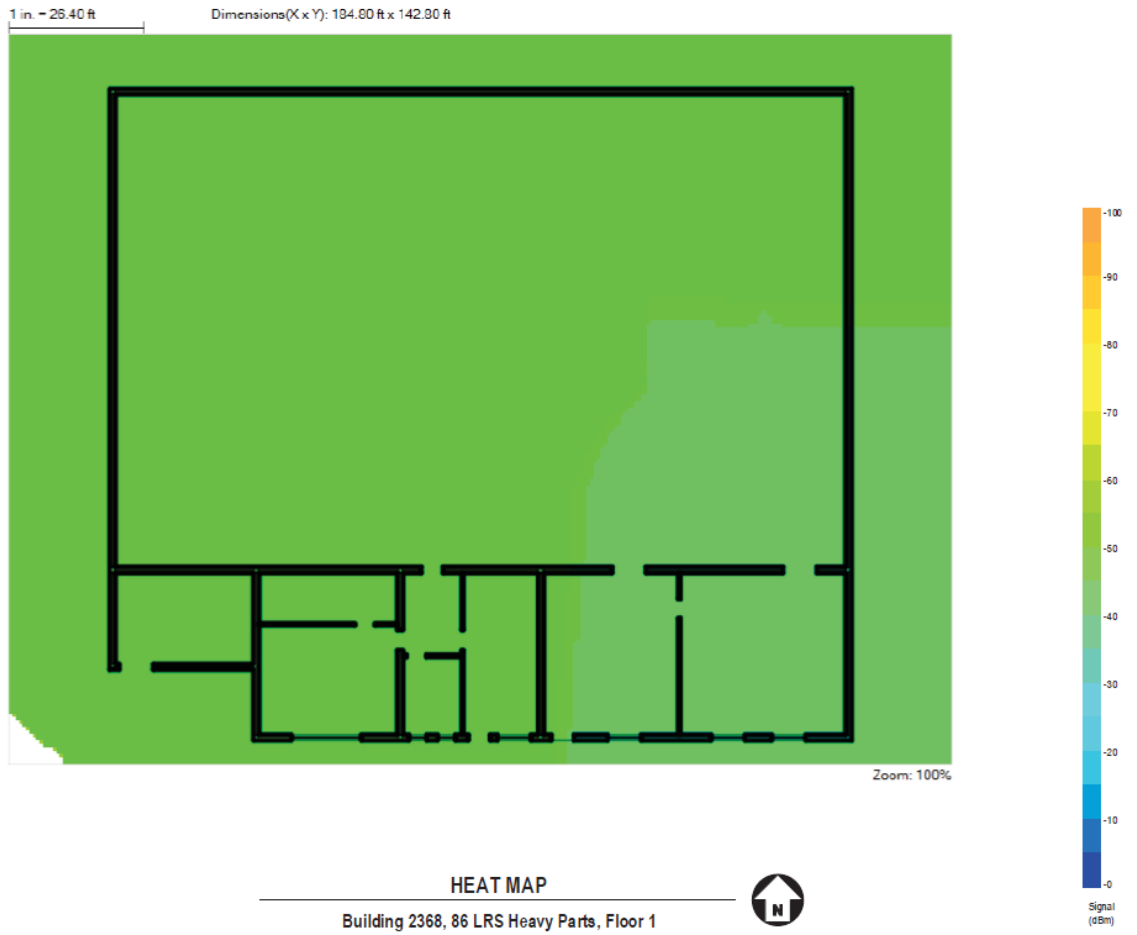 1 in. = 26.40 ft
Dimensions(X x Y): 184.80 ft x 142.80 ft
-100
-90
-80
-70
-60
-50
-40
-30
-20
-10
-0
Signal
(dBm)
Zoom: 100%
HEAT MAP
N
Building 2368, 86 LRS Heavy Parts, Floor 1